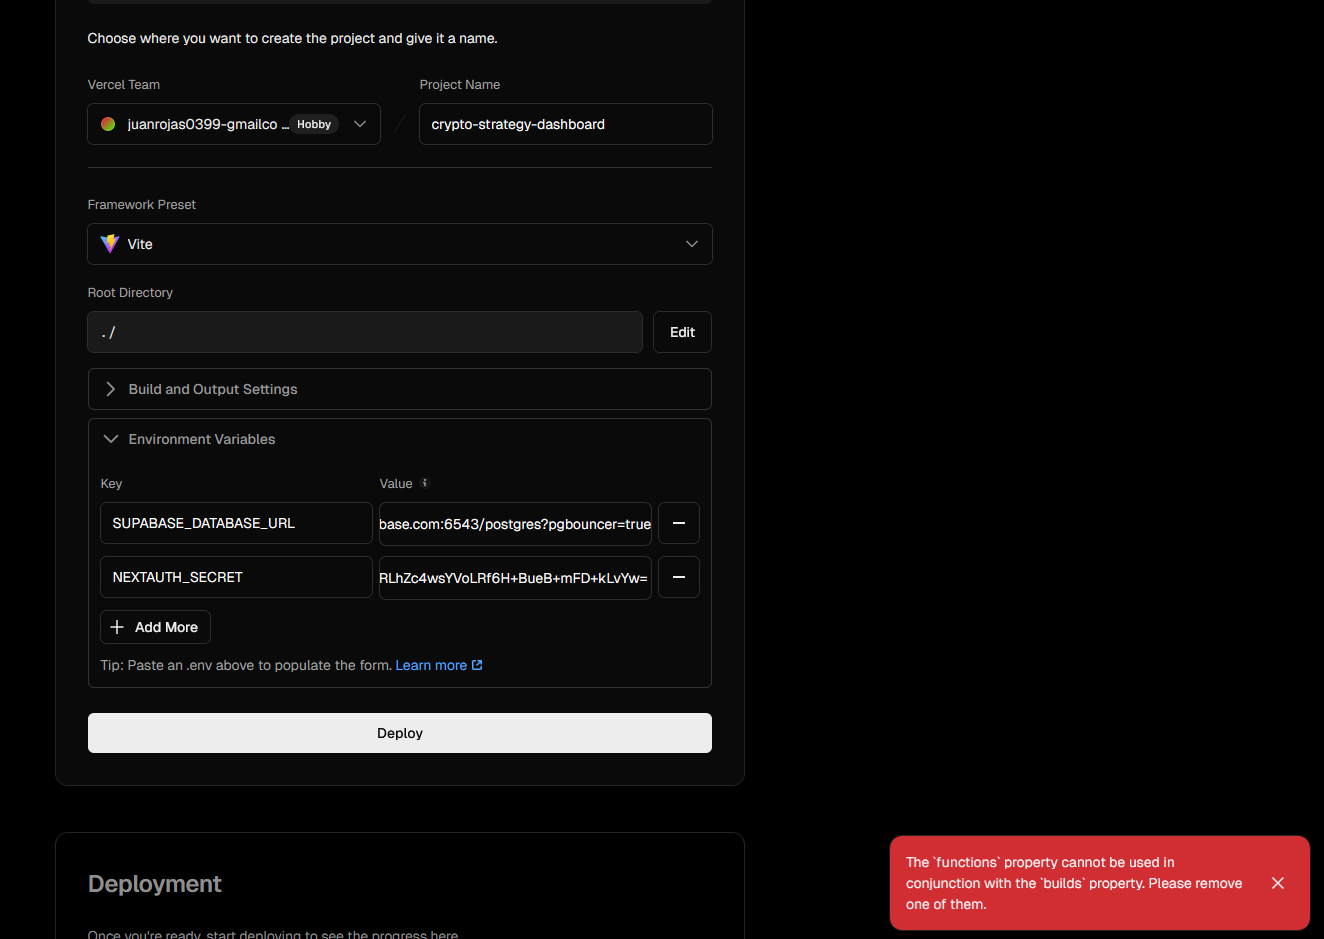 Choose where you want to create the project and give it a name.
Vercel Team
Project Name
juanrojas0399-gmailco ... Hobby
crypto-strategy-dashboard
Framework Preset
Vite
Root Directory
./
Edit
Build and Output Settings
Environment Variables
Key
Value
SUPABASE_DATABASE_URL
base.com:6543/postgres?pgbouncer=true
NEXTAUTH_SECRET
RLhZc4wsYVoLRf6H+BueB+mFD+kLvYw=
Add More
Tip: Paste an .env above to populate the form. Learn more
Deploy
Deployment
Once you're ready, start deploying to see the progress here
The `functions` property cannot be used in
conjunction with the `builds` property. Please remove
one of them.